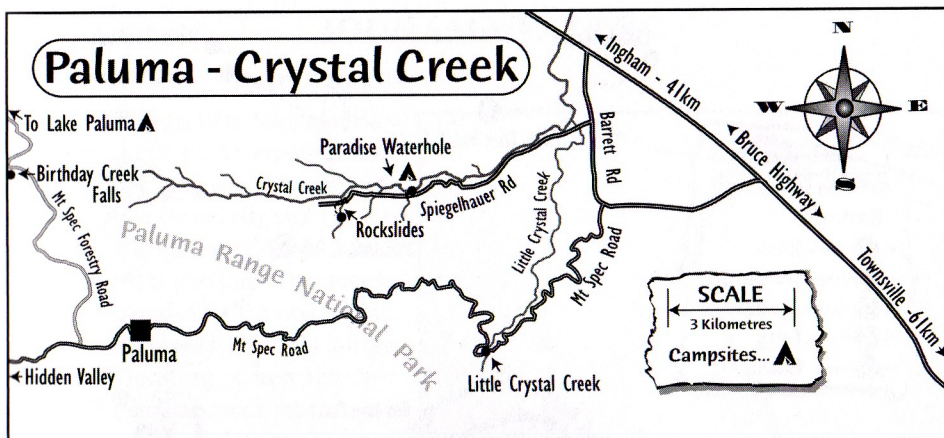 Paluma - Crystal Creek
N
W
E
S
Ingham - 41km
Bruce Highway
Townsville -61km
To Lake Paluma
Birthday Creek
Falls
Mt Spec Forestry Road
Paradise Waterhole
Crystal Creek
Spiegelhauer Rd
Rockslides
Barrett Rd
Little Crystal Creek
Mt Spec Road
Paluma Range National Park
Paluma
Mt Spec Road
Hidden Valley
Little Crystal Creek
SCALE
3 Kilometres
Campsites...